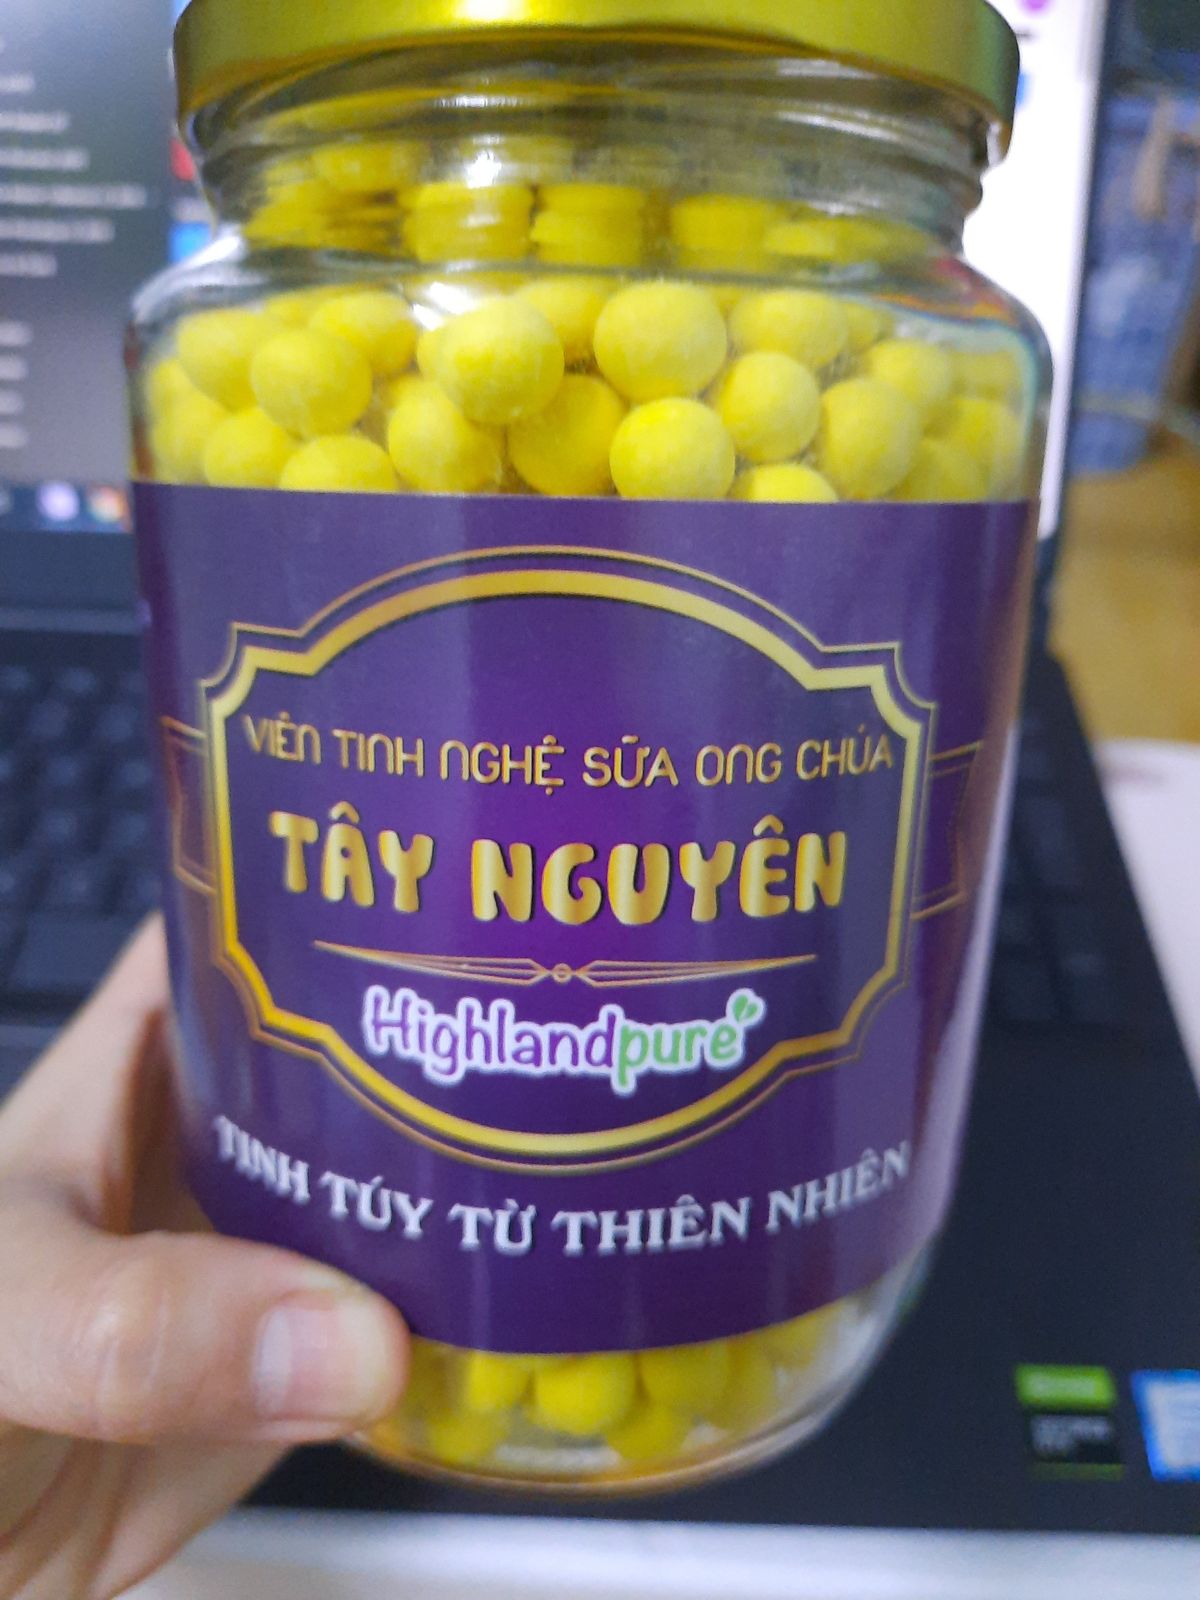 VIÊN TINH NGHỆ SỮA ONG CHÚA
TÂY NGUYÊN
Highlandpure
TINH TÚY TỪ THIÊN NHIÊN